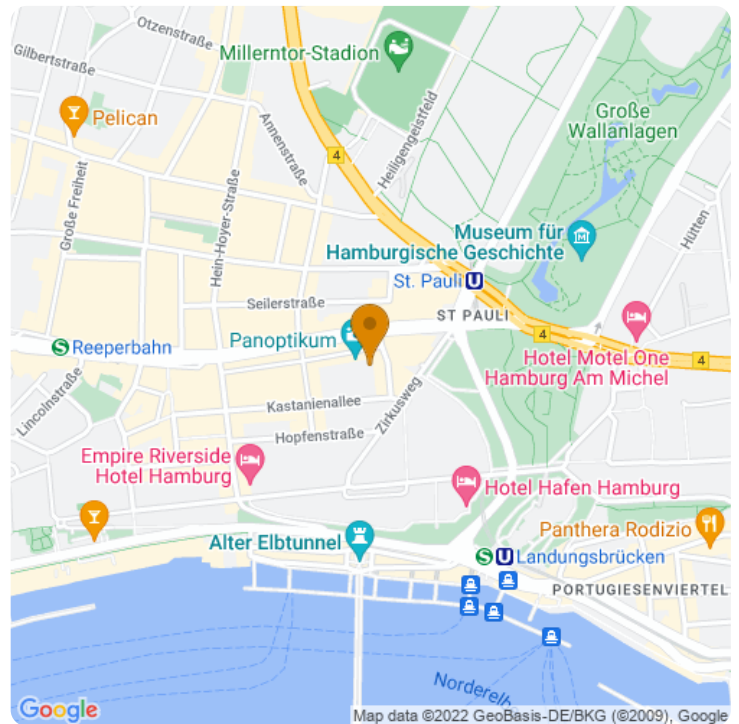 Otzenstraße
Gilbertstraße
Millerntor-Stadion
Pelican
Annenstraße
Heiligengeistfeld
Große
Wallanlagen
4
Große Freiheit
Hein-Hoyer-Straße
Hütten
Museum für
Hamburgische Geschichte
St. Pauli U
Seilerstraße
ST PAULI
Panoptikum
4
S Reeperbahn
4
Hotel Motel One
Hamburg Am Michel
Lincolnstraße
Kastanienallee
Zirkusweg
Hopfenstraße
Empire Riverside
Hotel Hamburg
Hotel Hafen Hamburg
Panthera Rodizio
Alter Elbtunnel
S U Landungsbrücken
PORTUGIESENVIERTEL
Norderelb
Google
Map data ©2022 GeoBasis-DE/BKG (©2009), Google